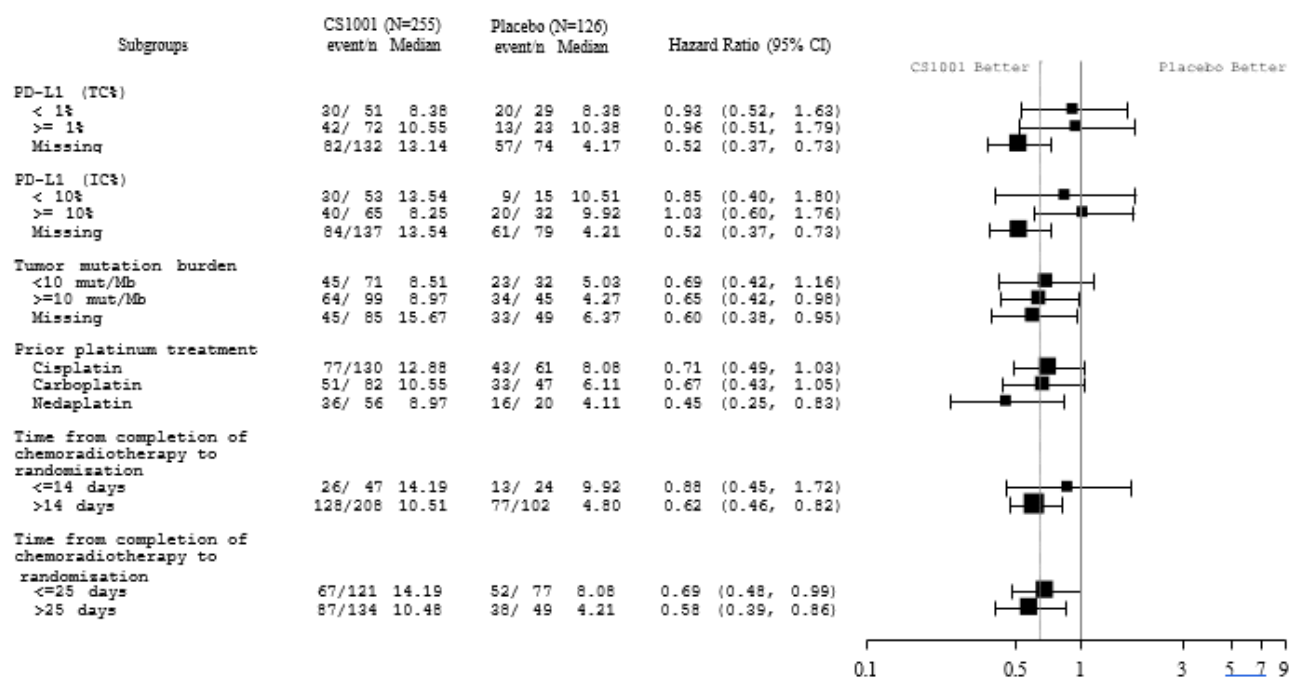 CS1001 (N=255) Placebo (N=126)
Subgroups event/n Median event/n Median Hazard Ratio (95% CI)
CS1001 Better Placebo Better
PD-L1 (TC%)
< 1% 30/ 51 8.38 20/ 29 8.38 0.93 (0.52, 1.63)
>= 1% 42/ 72 10.55 13/ 23 10.38 0.96 (0.51, 1.79)
Missing 82/132 13.14 57/ 74 4.17 0.52 (0.37, 0.73)
PD-L1 (IC%)
< 10% 30/ 53 13.54 9/ 15 10.51 0.85 (0.40, 1.80)
>= 10% 40/ 65 8.25 20/ 32 9.92 1.03 (0.60, 1.76)
Missing 84/137 13.54 61/ 79 4.21 0.52 (0.37, 0.73)
Tumor mutation burden
<10 mut/Mb 45/ 71 8.51 23/ 32 5.03 0.69 (0.42, 1.16)
>=10 mut/Mb 64/ 99 8.97 34/ 45 4.27 0.65 (0.42, 0.98)
Missing 45/ 85 15.67 33/ 49 6.37 0.60 (0.38, 0.95)
Prior platinum treatment
Cisplatin 77/130 12.88 43/ 61 8.08 0.71 (0.49, 1.03)
Carboplatin 51/ 82 10.55 33/ 47 6.11 0.67 (0.43, 1.05)
Nedaplatin 36/ 56 8.97 16/ 20 4.11 0.45 (0.25, 0.83)
Time from completion of
chemoradiotherapy to
randomization
<=14 days 26/ 47 14.19 13/ 24 9.92 0.88 (0.45, 1.72)
>14 days 128/208 10.51 77/102 4.80 0.62 (0.46, 0.82)
Time from completion of
chemoradiotherapy to
randomization
<=25 days 67/121 14.19 52/ 77 8.08 0.69 (0.48, 0.99)
>25 days 87/134 10.48 38/ 49 4.21 0.58 (0.39, 0.86)
0.1 0.5 1 3 5 7 9